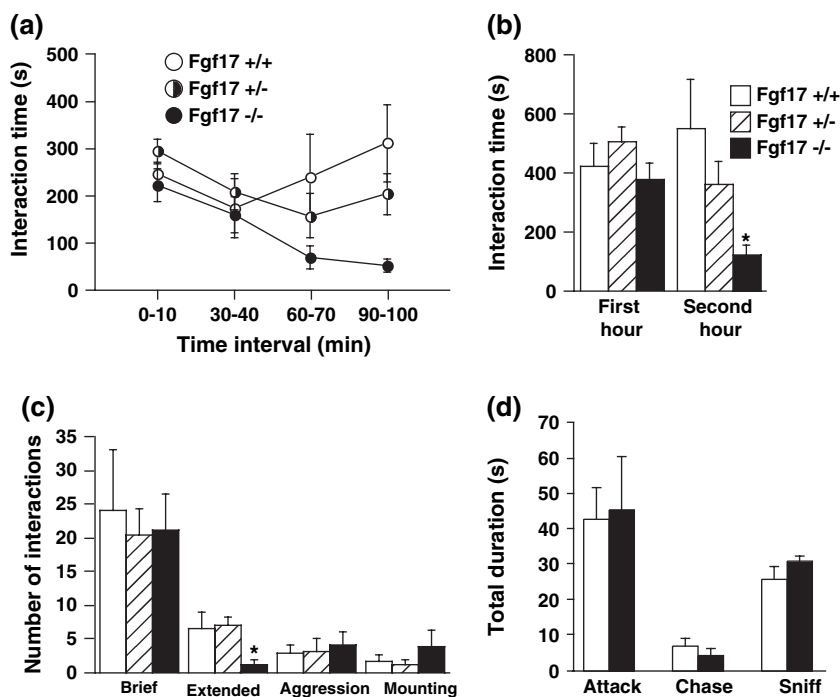 (a)
Fgf17 +/+
Fgf17 +/-
Fgf17 -/-
Interaction time (s)
500
400
300
200
100
0
0-10 30-40 60-70 90-100
Time interval (min)
(b)
Fgf17 +/+
Fgf17 +/-
Fgf17 -/-
Interaction time (s)
800
600
400
200
0
*
First hour
Second hour
(c)
Number of interactions
35
30
25
20
15
10
5
0
*
Brief Extended Aggression Mounting
(d)
Total duration (s)
70
60
50
40
30
20
10
0
Attack Chase Sniff